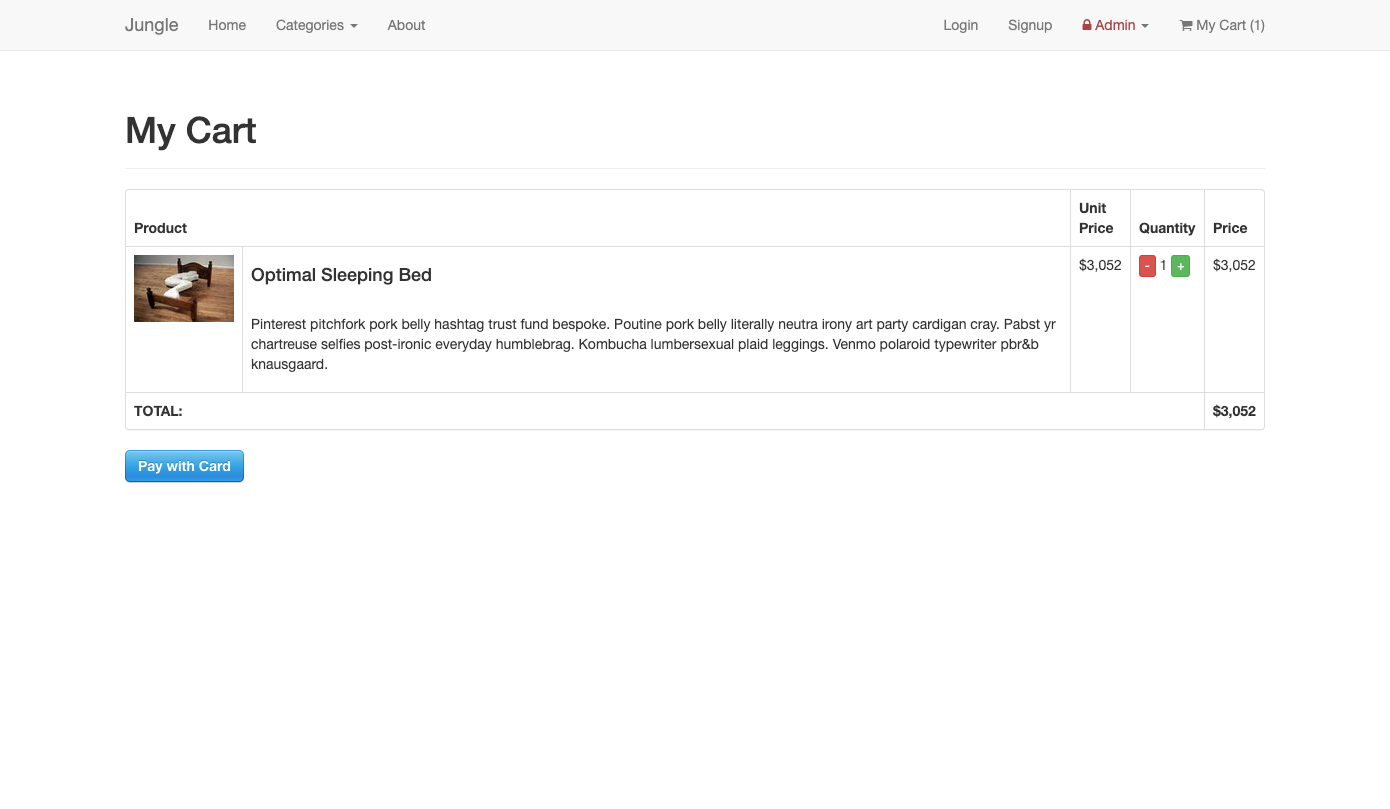 Jungle Home Categories About Login Signup Admin My Cart (1)
My Cart
Product Unit Price Quantity Price
Optimal Sleeping Bed $3,052 - 1 + $3,052
Pinterest pitchfork pork belly hashtag trust fund bespoke. Poutine pork belly literally neutra irony art party cardigan cray. Pabst yr
chartreuse selfies post-ironic everyday humblebrag. Kombucha lumbersexual plaid leggings. Venmo polaroid typewriter pbr&b
knausgaard.
TOTAL: $3,052
Pay with Card